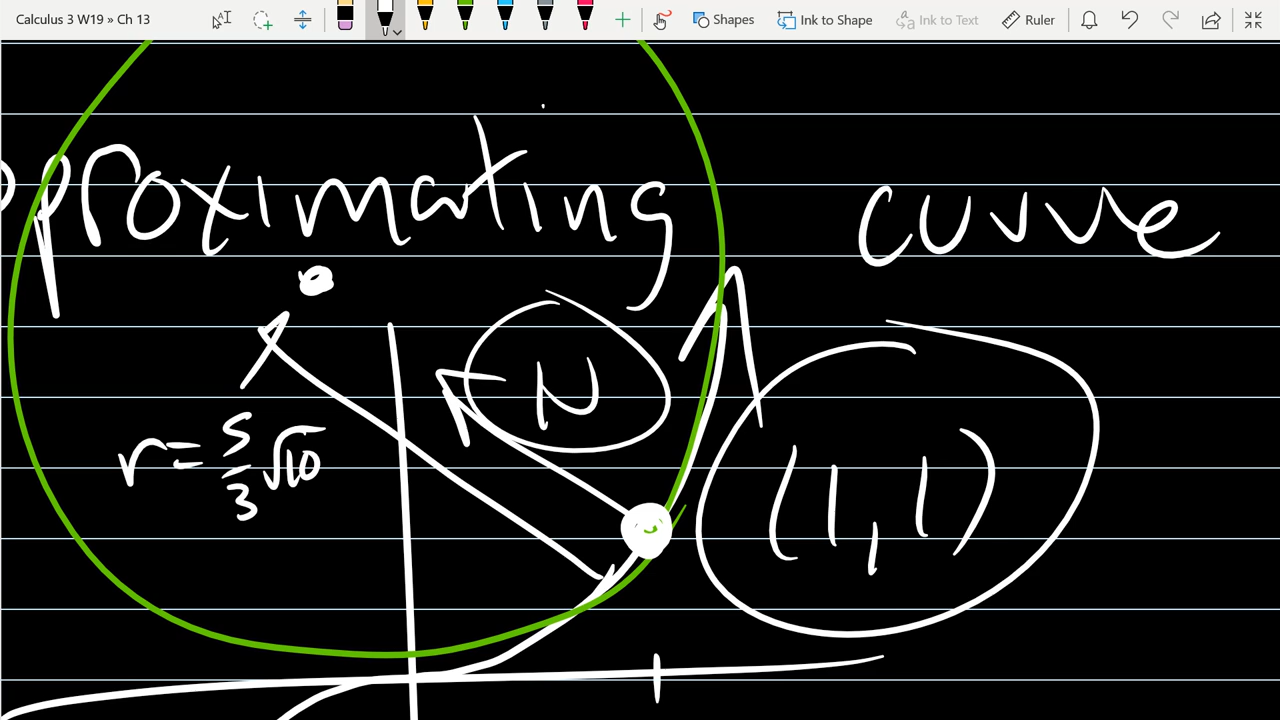 Calculus 3 W19 » Ch 13
Shapes
Ink to Shape
Ink to Text
Ruler
pproximating curve
N
r = 5/3 √10
(1,1)